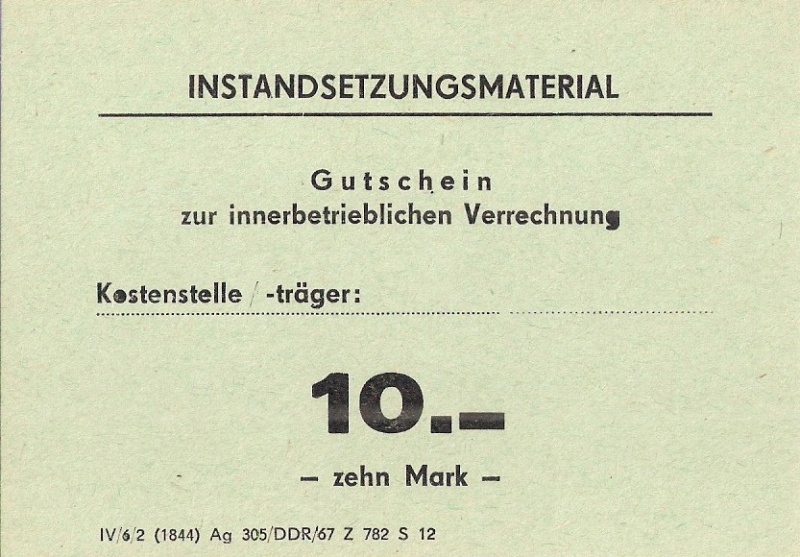 INSTANDSETZUNGSMATERIAL
Gutschein
zur innerbetrieblichen Verrechnung
Kostenstelle / -träger:
10.–
– zehn Mark –
IV/6/2 (1844) Ag 305/DDR/67 Z 782 S 12